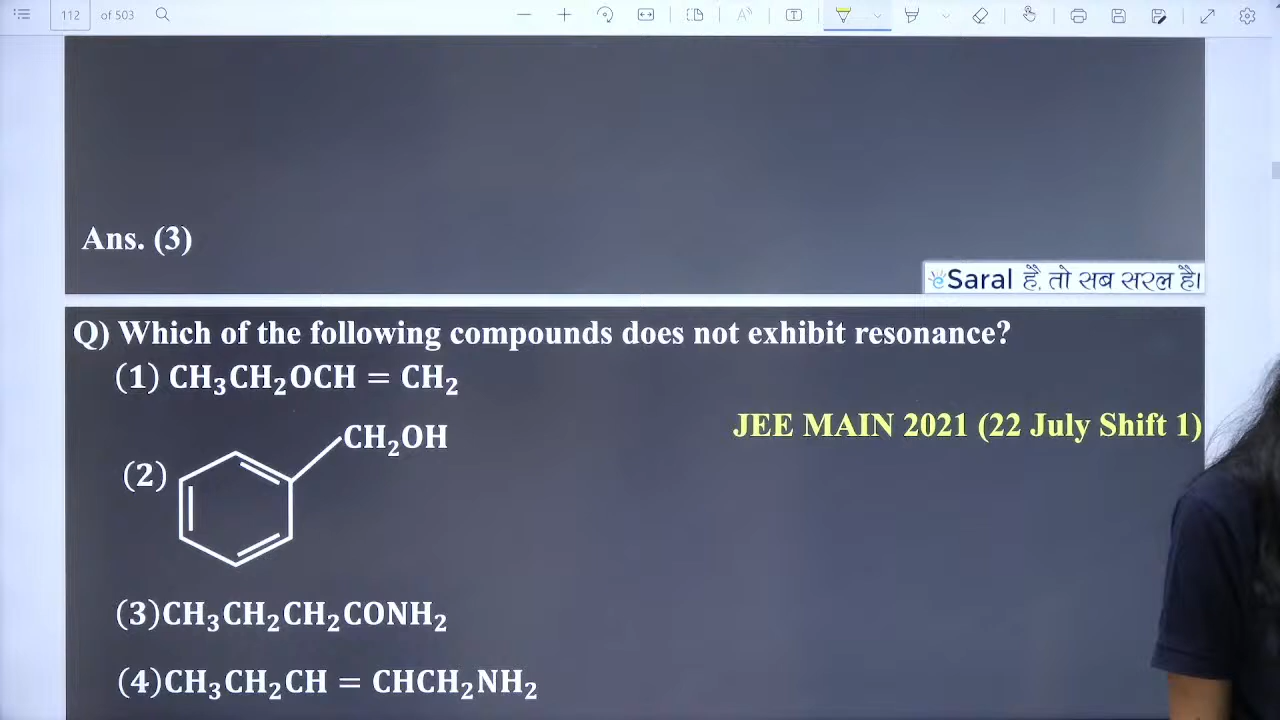 112 of 503
Ans. (3)
eSaral है, तो सब सरल है।
Q) Which of the following compounds does not exhibit resonance?
(1) CH₃CH₂OCH = CH₂
JEE MAIN 2021 (22 July Shift 1)
CH₂OH
(2)
(3)CH₃CH₂CH₂CONH₂
(4)CH₃CH₂CH = CHCH₂NH₂